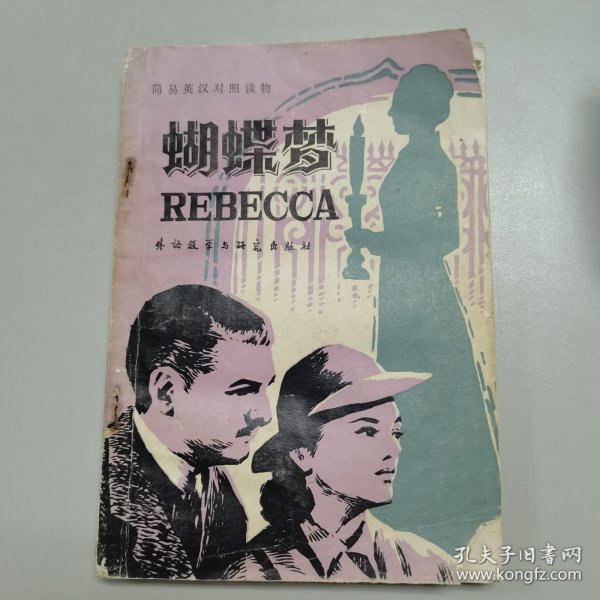 简易英汉对照读物
蝴蝶梦
REBECCA
外语教学与研究出版社
孔夫子旧书网
www.kongfz.com